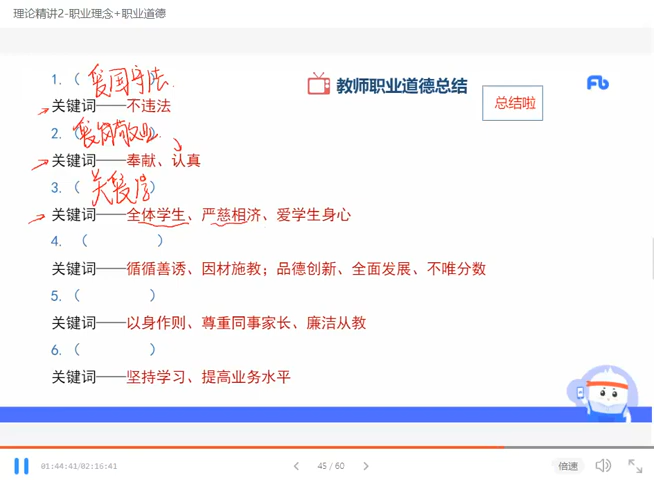 理论精讲2-职业理念+职业道德
教师职业道德总结
总结啦
1.（爱国守法
关键词——不违法
2.（爱岗敬业）
关键词——奉献、认真
3.（关爱学）
关键词——全体学生、严慈相济、爱学生身心
4. （ ）
关键词——循循善诱、因材施教；品德创新、全面发展、不唯分数
5.（ ）
关键词——以身作则、尊重同事家长、廉洁从教
6.（ ）
关键词——坚持学习、提高业务水平
01:44:41/02:16:41
45 / 60
倍速